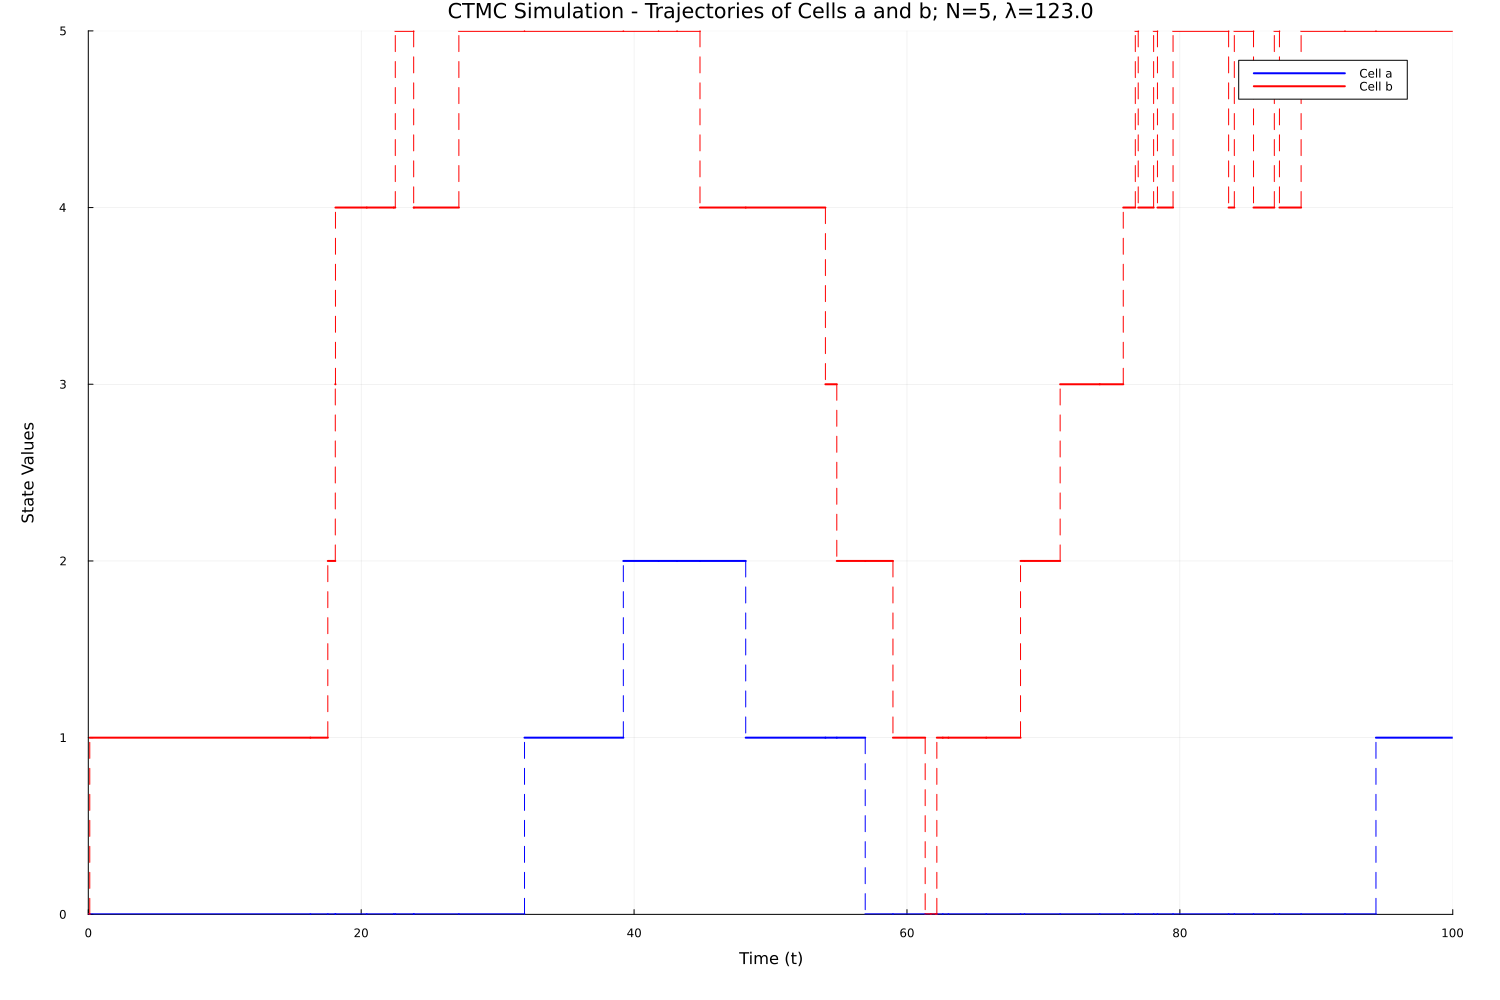 CTMC Simulation - Trajectories of Cells a and b; N=5, λ=123.0
5
4
3
2
1
0
State Values
Cell a
Cell b
0 20 40 60 80 100
Time (t)